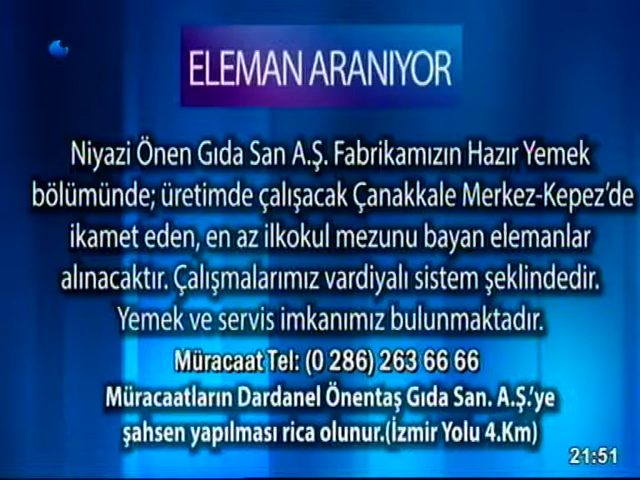 ELEMAN ARANIYOR
Niyazi Önen Gıda San A.Ş. Fabrikamızın Hazır Yemek
bölümünde; üretimde çalışacak Çanakkale Merkez-Kepez'de
ikamet eden, en az ilkokul mezunu bayan elemanlar
alınacaktır. Çalışmalarımız vardiyalı sistem şeklindedir.
Yemek ve servis imkanımız bulunmaktadır.
Müracaat Tel: (0 286) 263 66 66
Müracaatların Dardanel Önentaş Gıda San. A.Ş.'ye
şahsen yapılması rica olunur.(İzmir Yolu 4.Km)
21:51